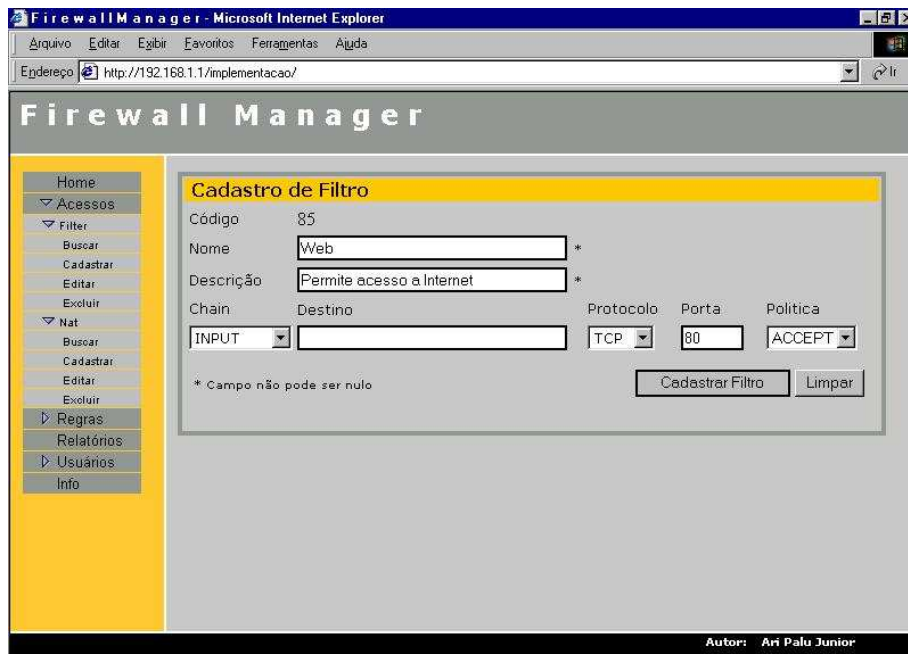 F i r e w a l l M a n a g e r - Microsoft Internet Explorer
Arquivo Editar Exibir Favoritos Ferramentas Ajuda
Endereço http://192.168.1.1/implementacao/ Ir
Firewall Manager
Home
Acessos
Filter
Buscar
Cadastrar
Editar
Excluir
Nat
Buscar
Cadastrar
Editar
Excluir
Regras
Relatórios
Usuários
Info
Cadastro de Filtro
Código 85
Nome Web *
Descrição Permite acesso a Internet *
Chain Destino Protocolo Porta Politica
INPUT TCP 80 ACCEPT
* Campo não pode ser nulo Cadastrar Filtro Limpar
Autor: Ari Palu Junior